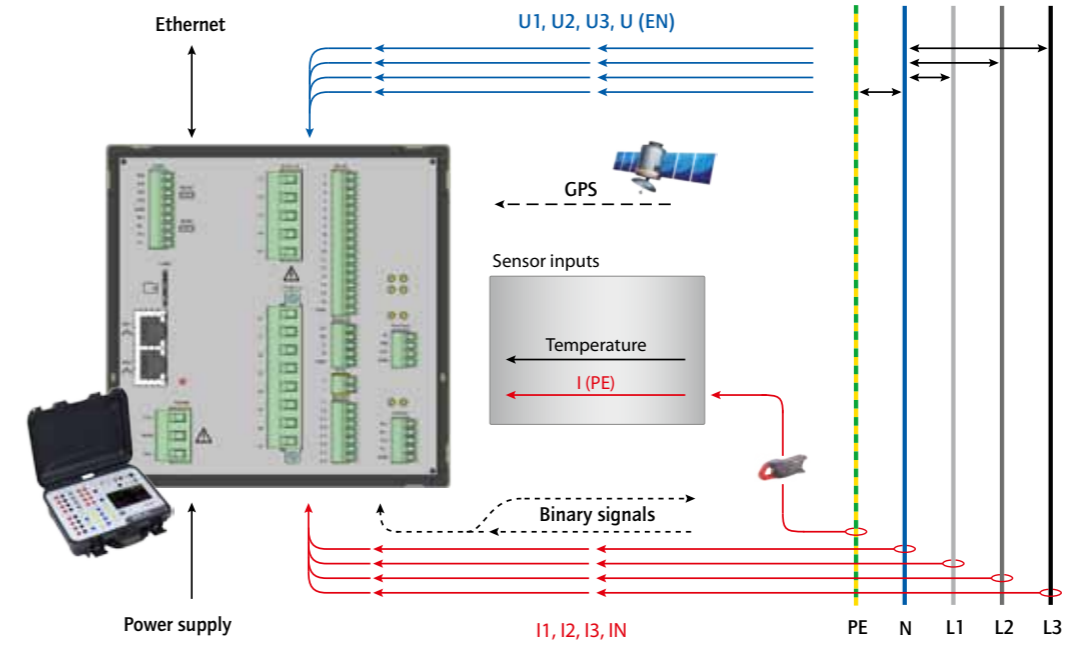 Ethernet
U1, U2, U3, U (EN)
GPS
Sensor inputs
Temperature
I (PE)
Binary signals
Power supply
I1, I2, I3, IN
PE N L1 L2 L3